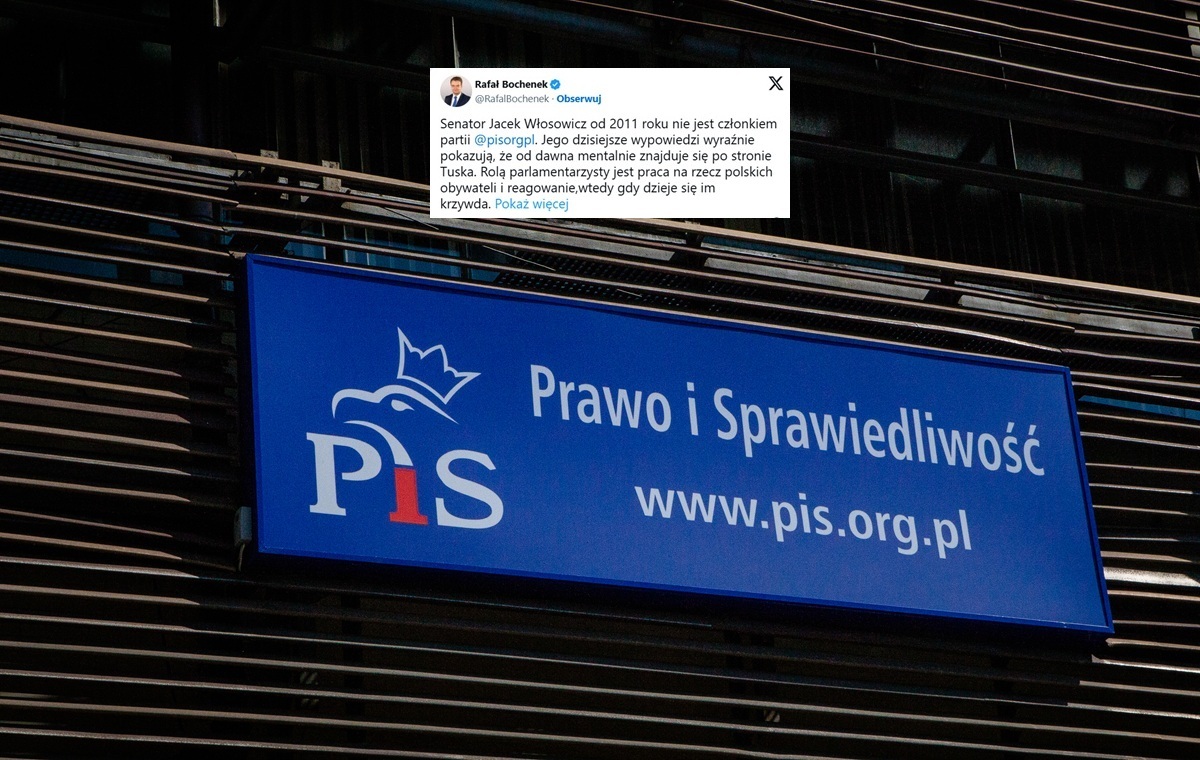 Rafał Bochenek
@RafalBochenek · Obserwuj
X
Senator Jacek Włosowicz od 2011 roku nie jest członkiem
partii @pisorgpl. Jego dzisiejsze wypowiedzi wyraźnie
pokazują, że od dawna mentalnie znajduje się po stronie
Tuska. Rolą parlamentarzysty jest praca na rzecz polskich
obywateli i reagowanie,wtedy gdy dzieje się im
krzywda. Pokaż więcej
PiS
Prawo i Sprawiedliwość
www.pis.org.pl